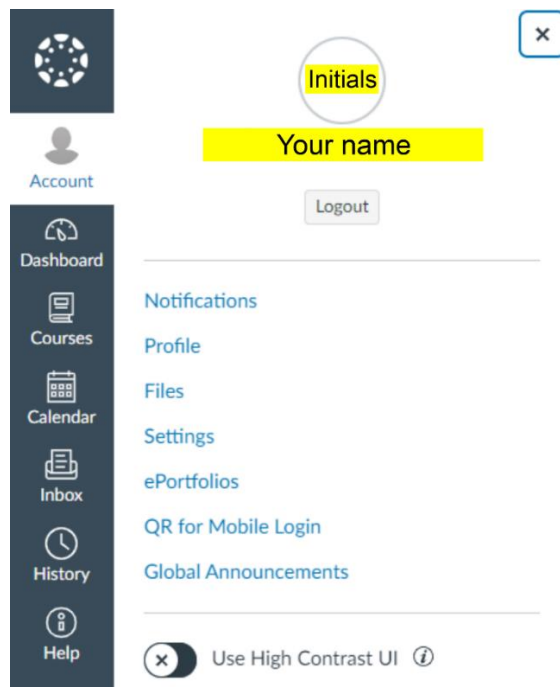 Account
Dashboard
Courses
Calendar
Inbox
History
Help
Initials
Your name
Logout
Notifications
Profile
Files
Settings
ePortfolios
QR for Mobile Login
Global Announcements
Use High Contrast UI